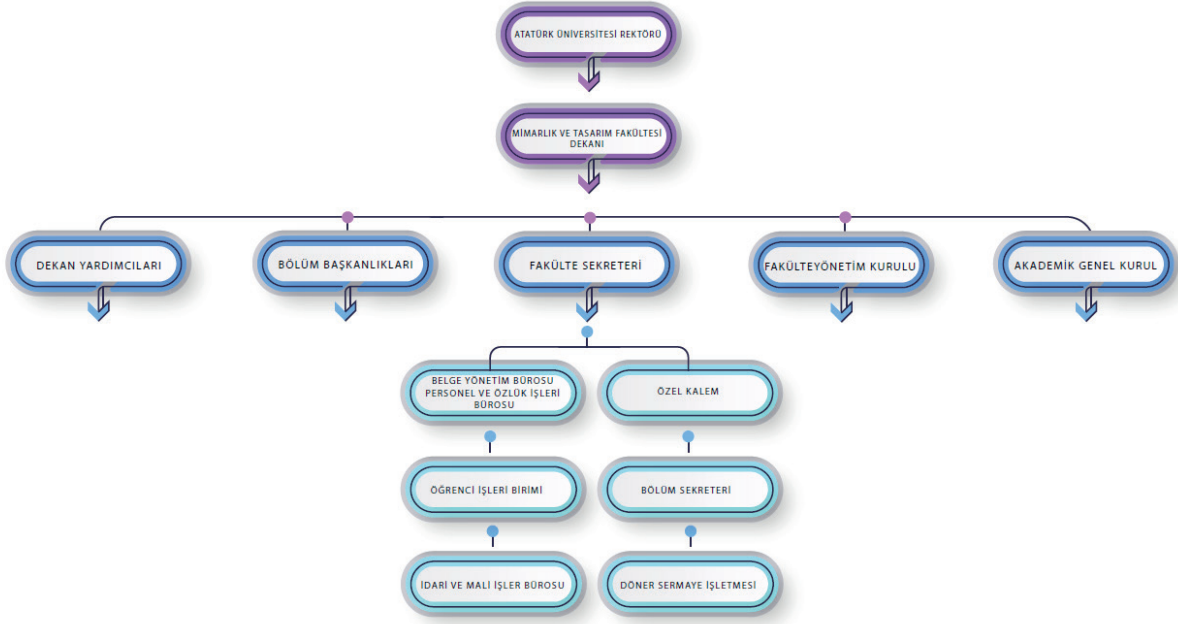 ATATÜRK ÜNİVERSİTESİ REKTÖRÜ
MİMARLIK VE TASARIM FAKÜLTESİ
DEKANI
DEKAN YARDIMCILARI
BÖLÜM BAŞKANLIKLARI
FAKÜLTE SEKRETERİ
FAKÜLTEYÖNETİM KURULU
AKADEMİK GENEL KURUL
BELGE YÖNETİM BÜROSU
PERSONEL VE ÖZLÜK İŞLERİ
BÜROSU
ÖZEL KALEM
ÖĞRENCİ İŞLERİ BİRİMİ
BÖLÜM SEKRETERİ
İDARİ VE MALİ İŞLER BÜROSU
DÖNER SERMAYE İŞLETMESİ